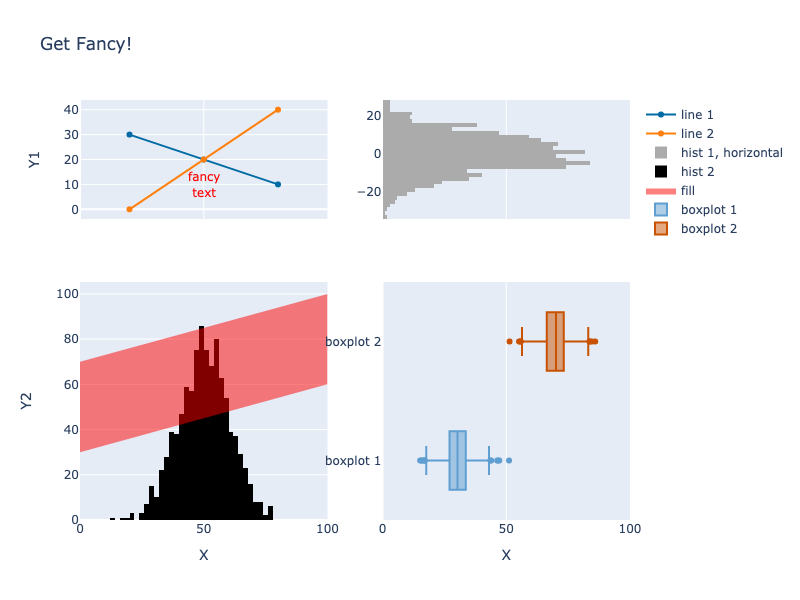 Get Fancy!
Y1
40
30
20
10
0
fancy
text
20
0
−20
line 1
line 2
hist 1, horizontal
hist 2
fill
boxplot 1
boxplot 2
Y2
100
80
60
40
20
0
0
50
100
X
boxplot 2
boxplot 1
0
50
100
X